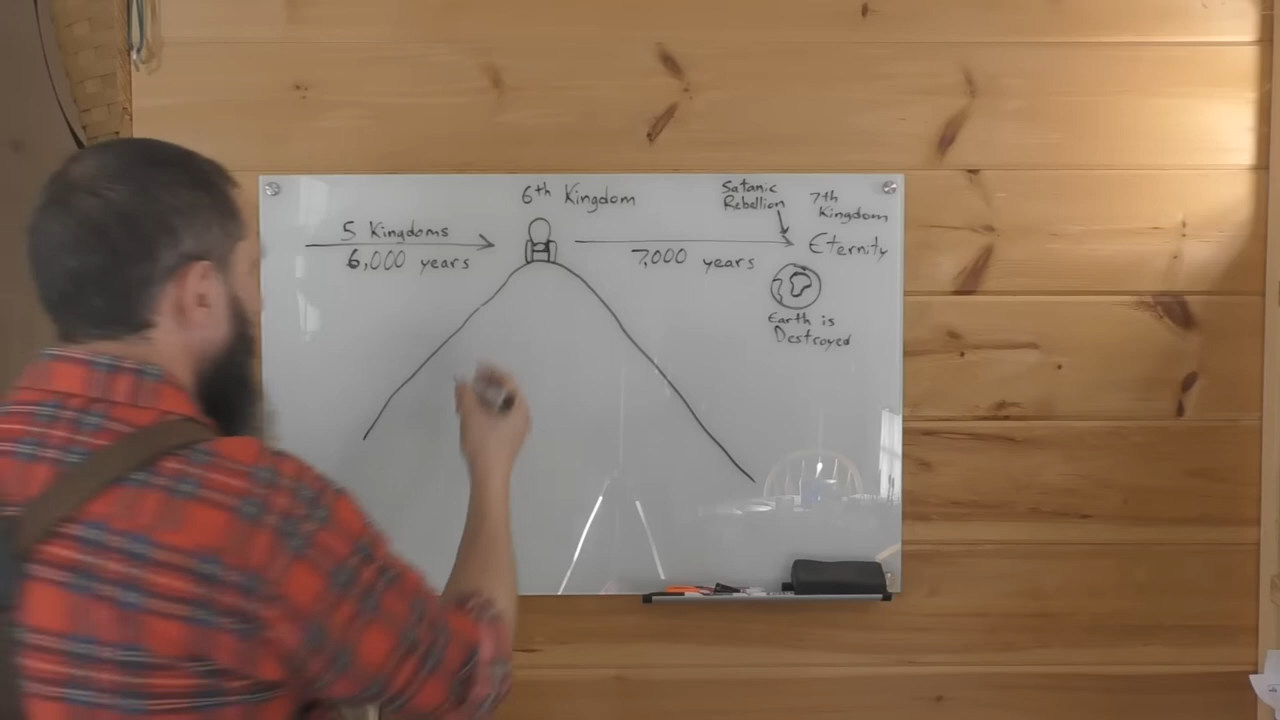 5 Kingdoms
6,000 years
6th Kingdom
7,000 years
Satanic
Rebellion
7th
Kingdom
Eternity
Earth is
Destroyed